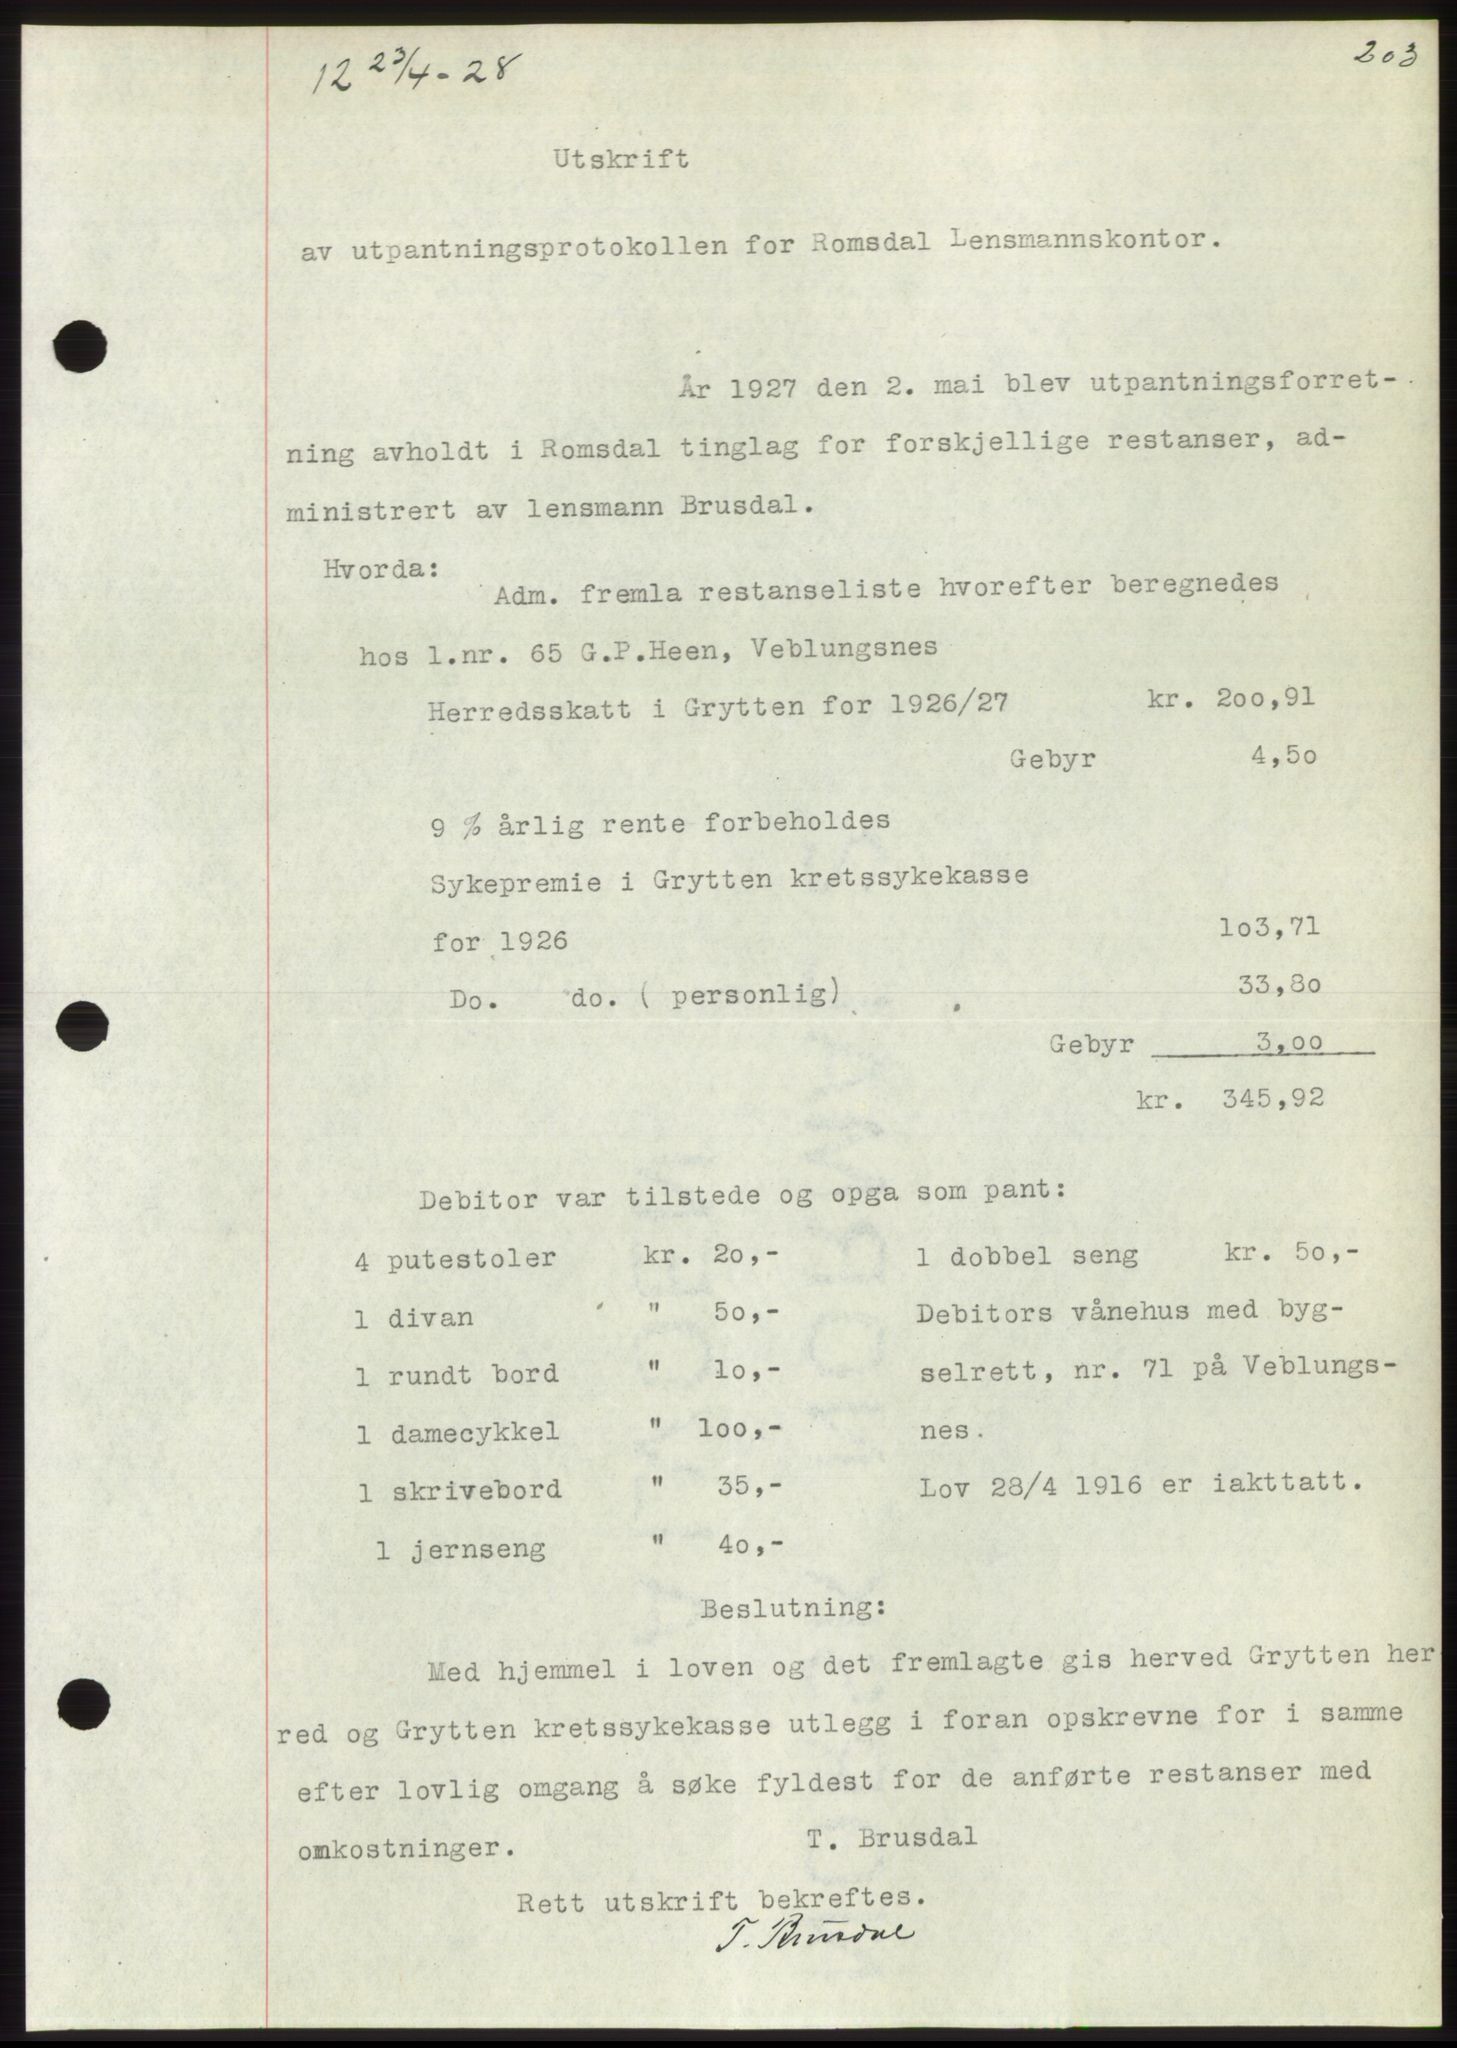 12 23/4 - 28
203
Utskrift
av utpantningsprotokollen for Romsdal Lensmannskontor.
År 1927 den 2. mai blev utpantningsforret-
ning avholdt i Romsdal tinglag for forskjellige restanser, ad-
ministrert av lensmann Brusdal.
Hvorda:
Adm. fremla restanseliste hvorefter beregnedes
hos l.nr. 65 G.P.Heen, Veblungsnes
Herredsskatt i Grytten for 1926/27 kr. 200,91
Gebyr 4,50
9 % årlig rente forbeholdes
Sykepremie i Grytten kretssykekasse
for 1926 103,71
Do. do. ( personlig) 33,80
Gebyr 3,00
kr. 345,92
Debitor var tilstede og opga som pant:
4 putestoler kr. 20,- 1 dobbel seng kr. 50,-
1 divan " 50,- Debitors vånehus med byg-
1 rundt bord " 10,- selrett, nr. 71 på Veblungs-
1 damecykkel " 100,- nes.
1 skrivebord " 35,- Lov 28/4 1916 er iakttatt.
1 jernseng " 40,-
Beslutning:
Med hjemmel i loven og det fremlagte gis herved Grytten her
red og Grytten kretssykekasse utlegg i foran opskrevne for i samme
efter lovlig omgang å søke fyldest for de anførte restanser med
omkostninger. T. Brusdal
Rett utskrift bekreftes.
T. Brusdal